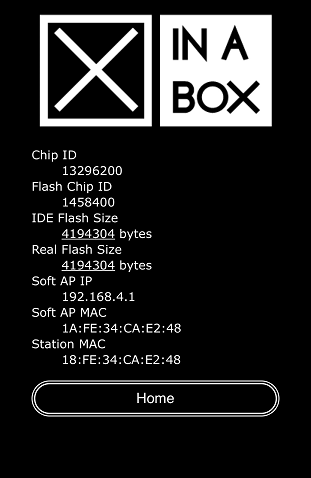 IN A
BOX
Chip ID
13296200
Flash Chip ID
1458400
IDE Flash Size
4194304 bytes
Real Flash Size
4194304 bytes
Soft AP IP
192.168.4.1
Soft AP MAC
1A:FE:34:CA:E2:48
Station MAC
18:FE:34:CA:E2:48
Home